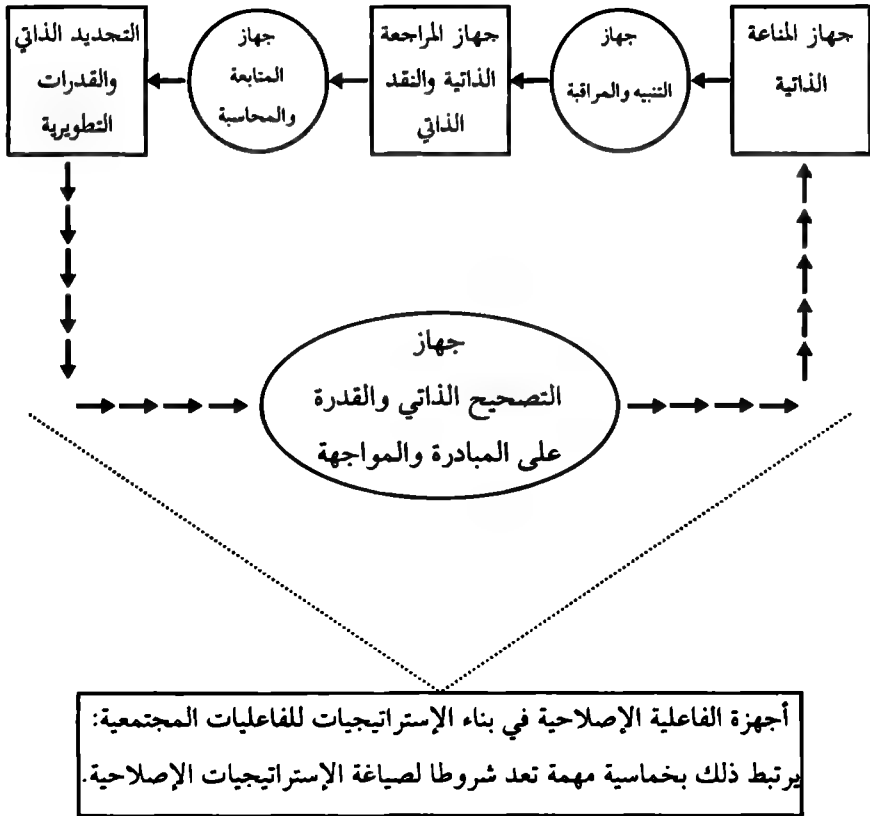 جهاز المناعة
الذاتية
جهاز
التنبيه والمراقبة
جهاز المراجعة
الذاتية والنقد
الذاتي
جهاز
المتابعة
والمحاسبة
التجديد الذاتي
والقدرات
التطويرية
جهاز
التصحيح الذاتي والقدرة
على المبادرة والمواجهة
أجهزة الفاعلية الإصلاحية في بناء الإستراتيجيات للفاعليات المجتمعية:
يرتبط ذلك بخماسية مهمة تعد شروطا لصياغة الإستراتيجيات الإصلاحية.